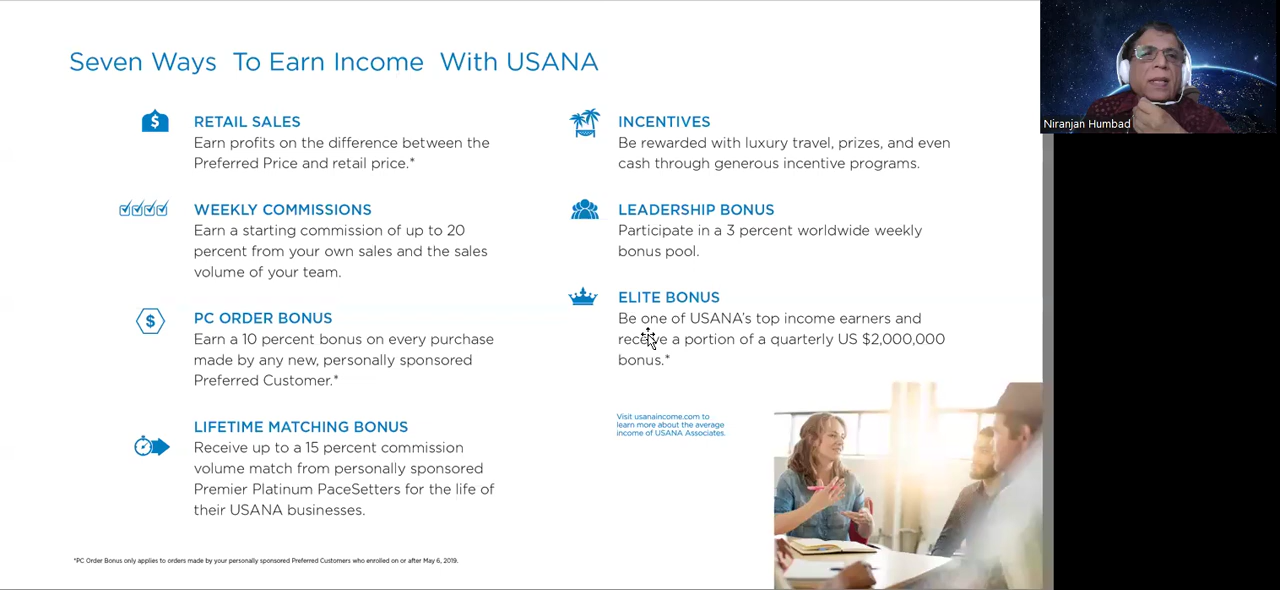 Seven Ways To Earn Income With USANA
RETAIL SALES
Earn profits on the difference between the
Preferred Price and retail price.*
WEEKLY COMMISSIONS
Earn a starting commission of up to 20
percent from your own sales and the sales
volume of your team.
PC ORDER BONUS
Earn a 10 percent bonus on every purchase
made by any new, personally sponsored
Preferred Customer.*
LIFETIME MATCHING BONUS
Receive up to a 15 percent commission
volume match from personally sponsored
Premier Platinum PaceSetters for the life of
their USANA businesses.
*PC Order Bonus only applies to orders made by your personally sponsored Preferred Customers who enrolled on or after May 6, 2019.
INCENTIVES
Be rewarded with luxury travel, prizes, and even
cash through generous incentive programs.
LEADERSHIP BONUS
Participate in a 3 percent worldwide weekly
bonus pool.
ELITE BONUS
Be one of USANA's top income earners and
receive a portion of a quarterly US $2,000,000
bonus.*
Visit usanaincome.com to
learn more about the average
income of USANA Associates.
Niranjan Humbad